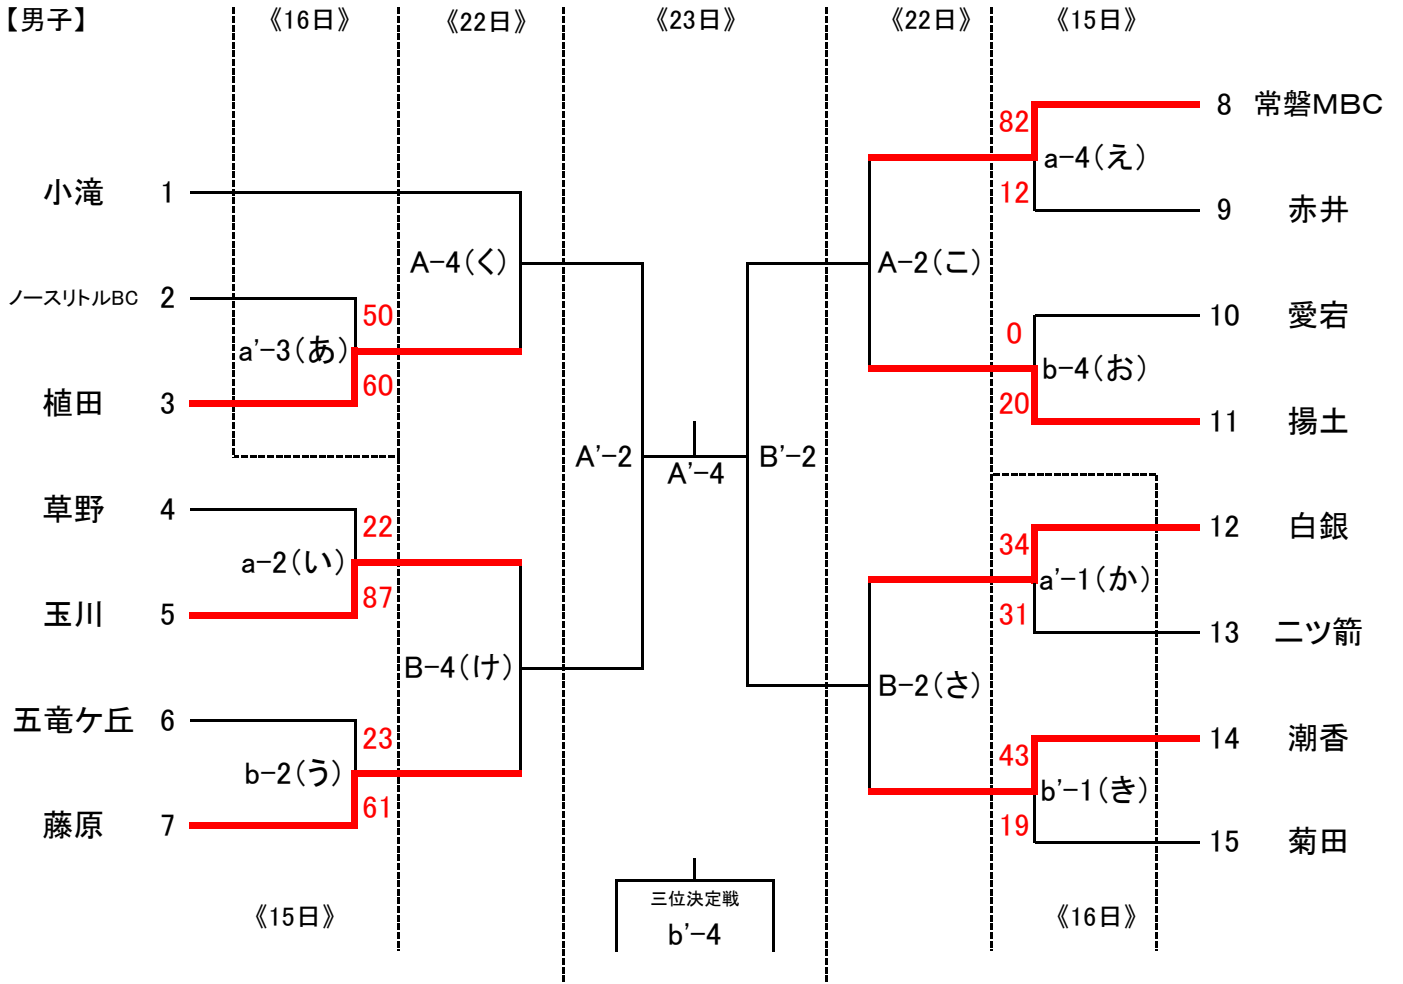 【男子】
《16日》
《22日》
《23日》
《22日》
《15日》
小滝 1
ノースリトルBC 2
植田 3
草野 4
玉川 5
五竜ケ丘 6
藤原 7
50
a'-3(あ)
60
22
a-2(い)
87
23
b-2(う)
61
《15日》
A-4(く)
B-4(け)
A'-2
A'-4
B'-2
三位決定戦
b'-4
A-2(こ)
B-2(さ)
82
a-4(え)
12
0
b-4(お)
20
34
a'-1(か)
31
43
b'-1(き)
19
8 常磐MBC
9 赤井
10 愛宕
11 揚土
12 白銀
13 二ツ箭
14 潮香
15 菊田
《16日》